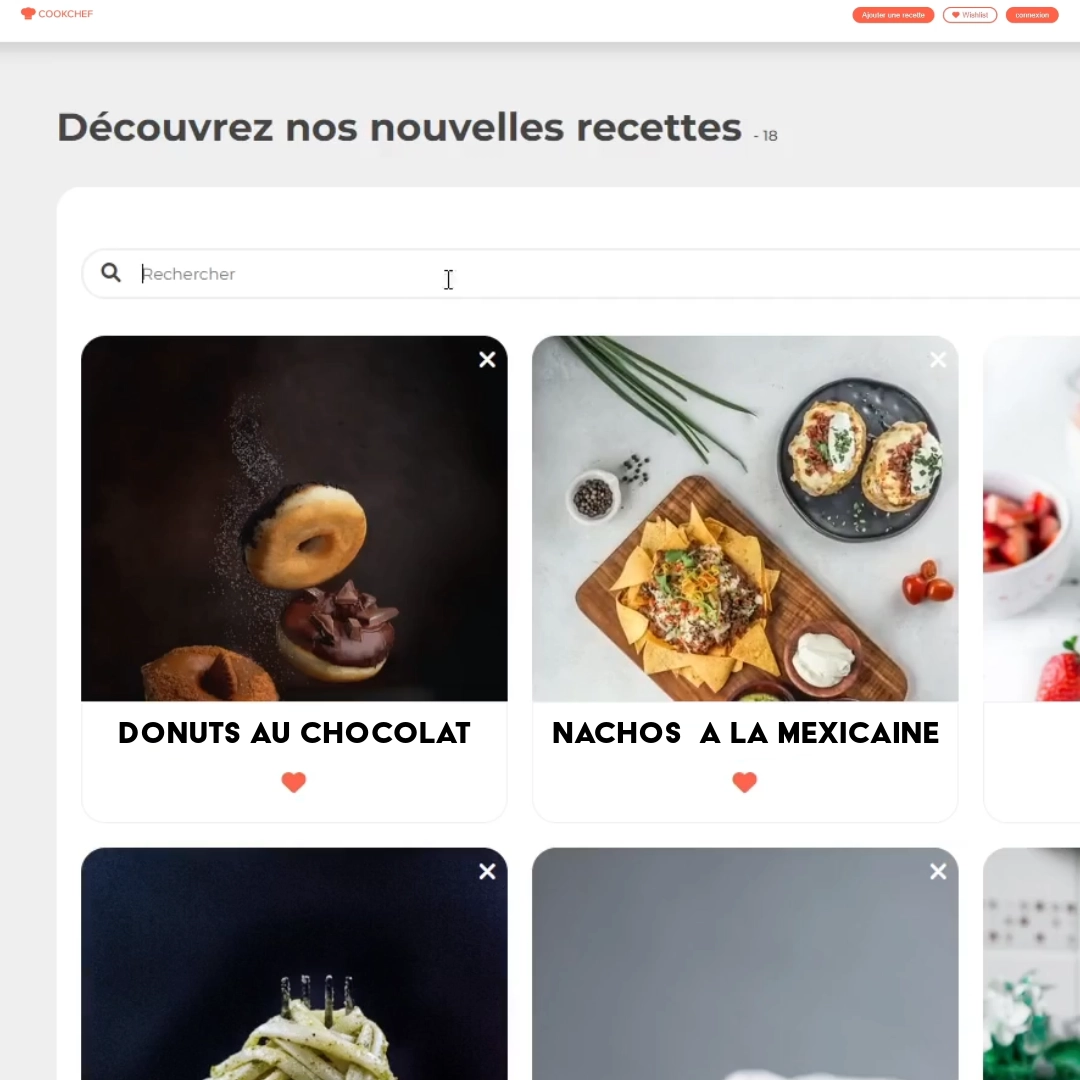 COOKCHEF
Ajouter une recette
Wishlist
connexion
Découvrez nos nouvelles recettes - 18
Rechercher
DONUTS AU CHOCOLAT
NACHOS A LA MEXICAINE